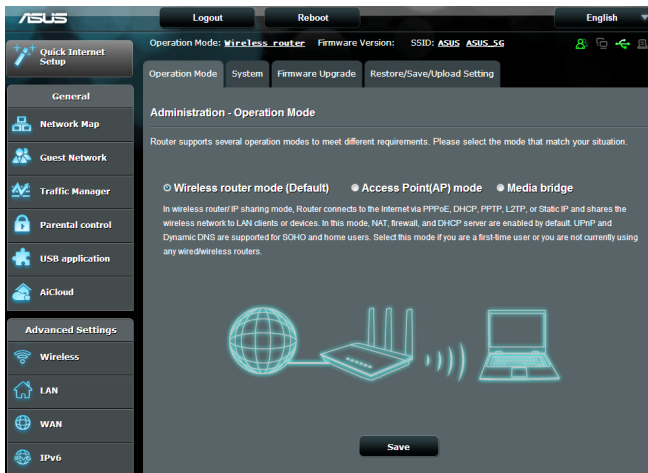 ASUS
Logout
Reboot
English
Quick Internet
Setup
Operation Mode: Wireless router Firmware Version: SSID: ASUS ASUS_5G
Operation Mode
System
Firmware Upgrade
Restore/Save/Upload Setting
General
Network Map
Guest Network
Traffic Manager
Parental control
USB application
AiCloud
Advanced Settings
Wireless
LAN
WAN
IPv6
Administration - Operation Mode
Router supports several operation modes to meet different requirements. Please select the mode that match your situation.
Wireless router mode (Default)
Access Point(AP) mode
Media bridge
In wireless router/ IP sharing mode, Router connects to the Internet via PPPoE, DHCP, PPTP, L2TP, or Static IP and shares the
wireless network to LAN clients or devices. In this mode, NAT, firewall, and DHCP server are enabled by default. UPnP and
Dynamic DNS are supported for SOHO and home users. Select this mode if you are a first-time user or you are not currently using
any wired/wireless routers.
Save